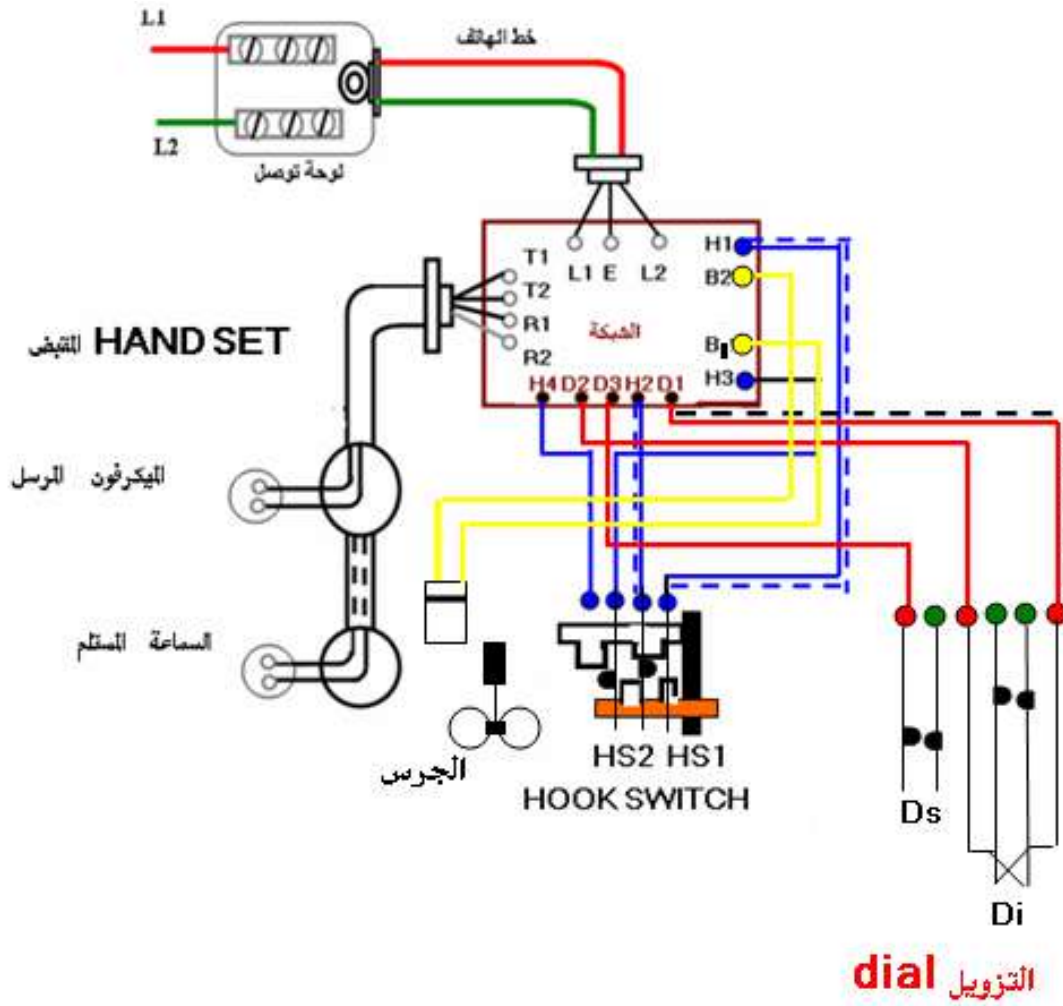 L1
خط الهاتف
L2
لوحة توصل
T1
T2
R1
R2
L1 E L2
H1
B2
الشبكة
B1
H3
H4 D2 D3 H2 D1
المقبض HAND SET
الميكرفون المرسل
السماعة المستلم
الجرس
HS2 HS1
HOOK SWITCH
Ds
Di
dial التزويل